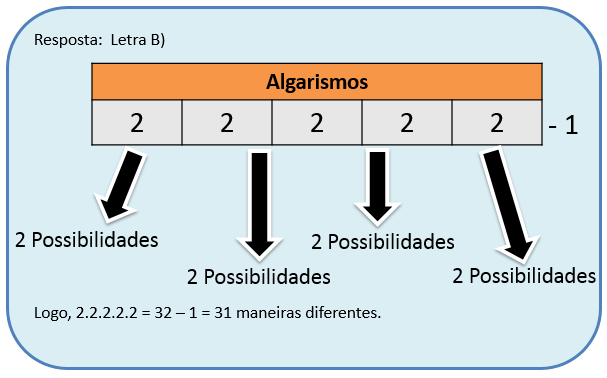 Resposta: Letra B)
Algarismos
2 2 2 2 2 - 1
2 Possibilidades
2 Possibilidades
2 Possibilidades
2 Possibilidades
Logo, 2.2.2.2.2 = 32 – 1 = 31 maneiras diferentes.